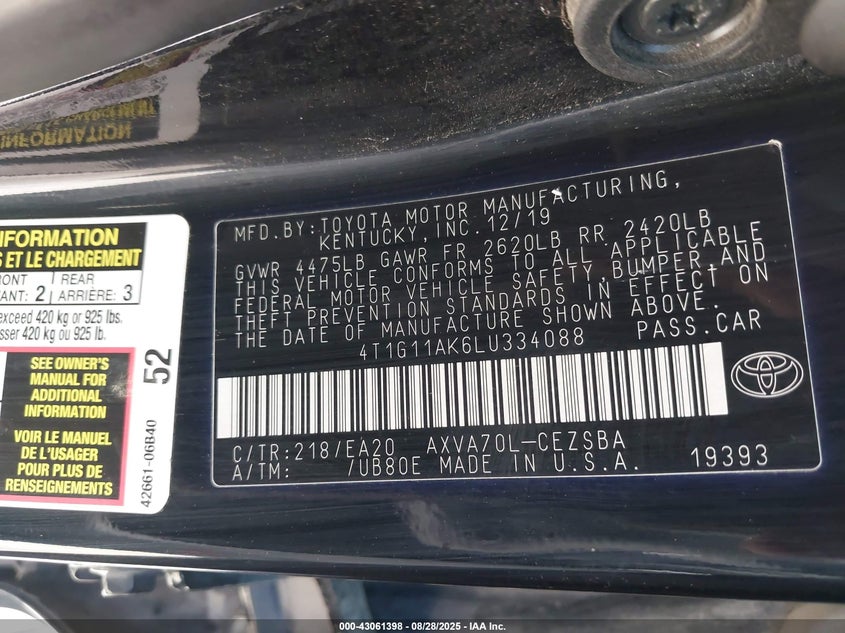 INFORMATION
NFORMATION
S ET LE CHARGEMENT
RONT
REAR
ANT: 2
ARRIÈRE: 3
exceed 420 kg or 925 lbs.
sser 420 kg ou 925 lb.
SEE OWNER'S
MANUAL FOR
ADDITIONAL
INFORMATION
VOIR LE MANUEL
DE L'USAGER
POUR PLUS DE
RENSEIGNEMENTS
52
42661-06B40
MFD.BY:TOYOTA MOTOR MANUFACTURING,
KENTUCKY, INC. 12/19
GVWR 4475LB GAWR FR 2620LB RR 2420LB
THIS VEHICLE CONFORMS TO ALL APPLICABLE
FEDERAL MOTOR VEHICLE SAFETY,BUMPER,AND
THEFT PREVENTION STANDARDS IN EFFECT ON
THE DATE OF MANUFACTURE SHOWN ABOVE.
4T1G11AK6LU334088 PASS.CAR
C/TR:218/EA20 AXVA70L-CEZSBA
A/TM: 7UB80E MADE IN U.S.A. 19393
000-43061398 - 08/28/2025 - IAA Inc.